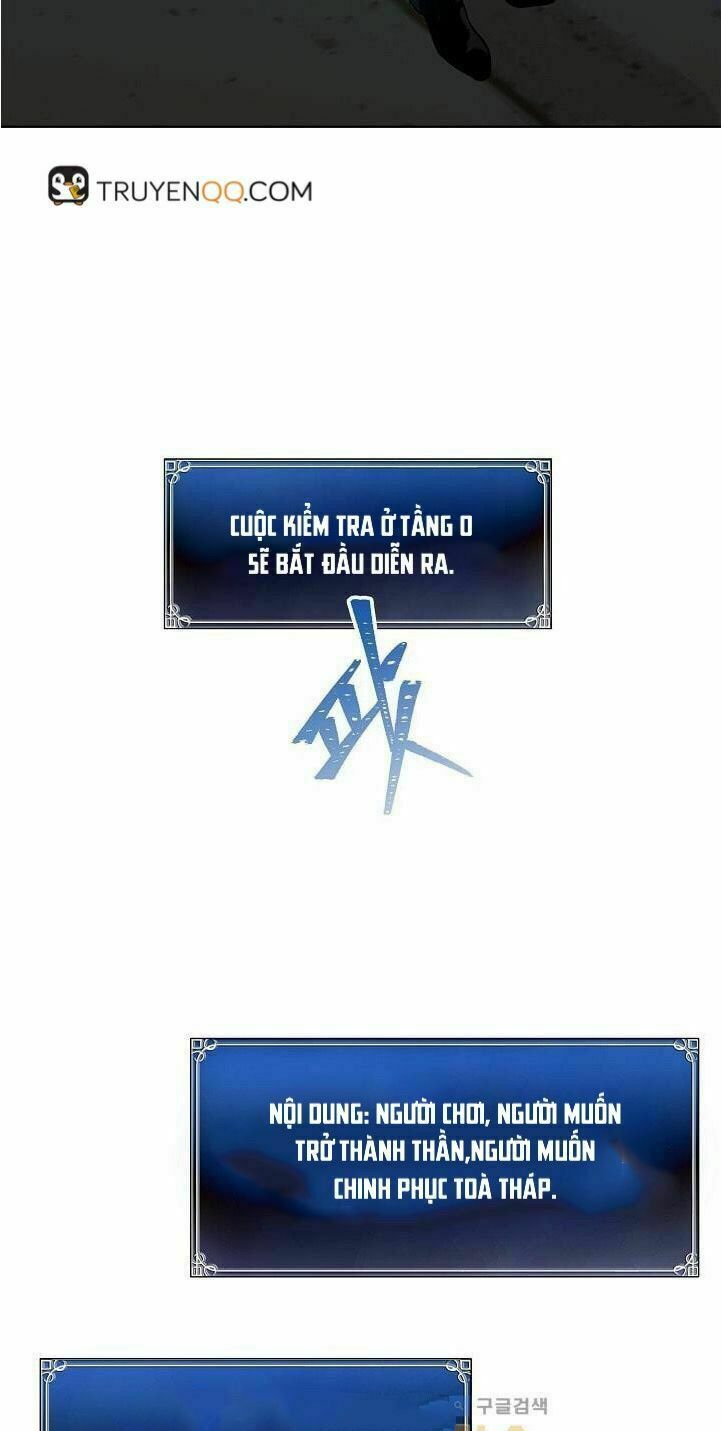 TRUYENQQ.COM
CUỘC KIỂM TRA Ở TẦNG 0
SẼ BẮT ĐẦU DIỄN RA.
NỘI DUNG: NGƯỜI CHƠI, NGƯỜI MUỐN
TRỞ THÀNH THẦN,NGƯỜI MUỐN
CHINH PHỤC TOÀ THÁP.
구글검색